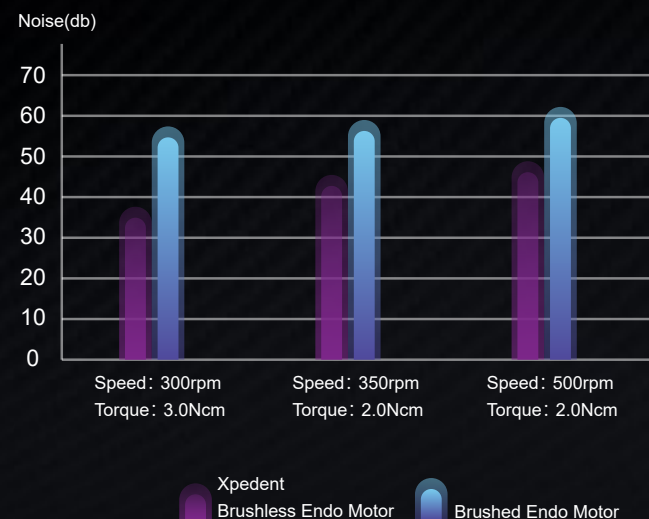 Noise(db)
70
60
50
40
30
20
10
0
Speed: 300rpm
Torque: 3.0Ncm
Speed: 350rpm
Torque: 2.0Ncm
Speed: 500rpm
Torque: 2.0Ncm
Xpedent
Brushless Endo Motor
Brushed Endo Motor